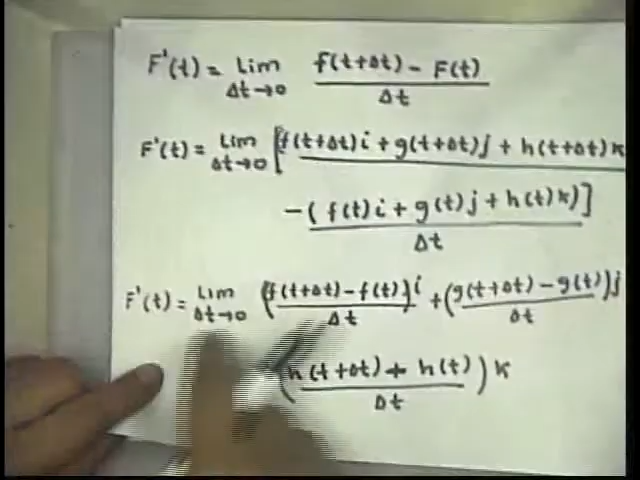 F'(t) = Lim Δt→0 f(t+Δt) - F(t) / Δt
F'(t) = Lim Δt→0 [f(t+Δt)i + g(t+Δt)j + h(t+Δt)k
-(f(t)i + g(t)j + h(t)k)] / Δt
F'(t) = Lim Δt→0 (f(t+Δt) - f(t))i / Δt + (g(t+Δt) - g(t))j / Δt
(h(t+Δt) + h(t))k / Δt